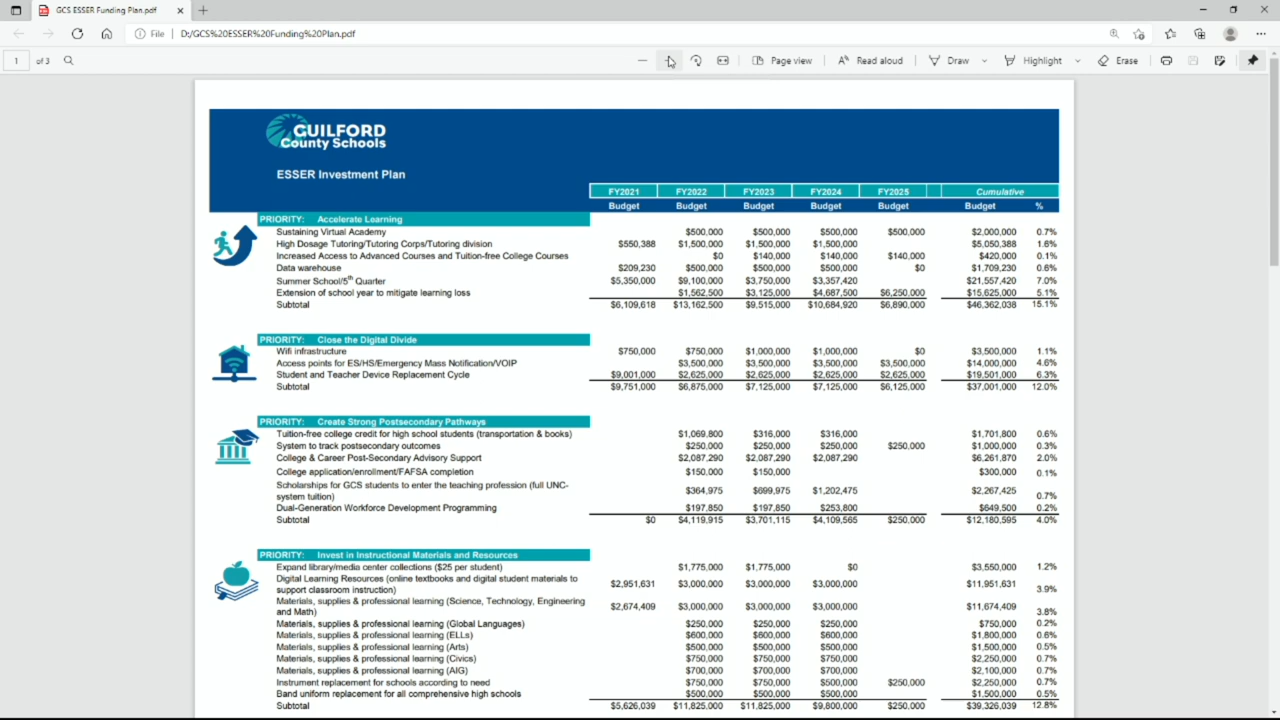 GCS ESSER Funding Plan.pdf
File D:/GCS%20ESSER%20Funding%20Plan.pdf
1 of 3 Page view Read aloud Draw Highlight Erase
GUILFORD
County Schools
ESSER Investment Plan
FY2021 FY2022 FY2023 FY2024 FY2025 Cumulative
Budget Budget Budget Budget Budget Budget %
PRIORITY: Accelerate Learning
Sustaining Virtual Academy $500,000 $500,000 $500,000 $500,000 $2,000,000 0.7%
High Dosage Tutoring/Tutoring Corps/Tutoring division $550,388 $1,500,000 $1,500,000 $1,500,000 $5,050,388 1.6%
Increased Access to Advanced Courses and Tuition-free College Courses $0 $140,000 $140,000 $140,000 $420,000 0.1%
Data warehouse $209,230 $500,000 $500,000 $500,000 $0 $1,709,230 0.6%
Summer School/5th Quarter $5,350,000 $9,100,000 $3,750,000 $3,357,420 $21,557,420 7.0%
Extension of school year to mitigate learning loss $1,562,500 $3,125,000 $4,687,500 $6,250,000 $15,625,000 5.1%
Subtotal $6,109,618 $13,162,500 $9,515,000 $10,684,920 $6,890,000 $46,362,038 15.1%
PRIORITY: Close the Digital Divide
Wifi infrastructure $750,000 $750,000 $1,000,000 $1,000,000 $0 $3,500,000 1.1%
Access points for ES/HS/Emergency Mass Notification/VOIP $3,500,000 $3,500,000 $3,500,000 $3,500,000 $14,000,000 4.6%
Student and Teacher Device Replacement Cycle $9,001,000 $2,625,000 $2,625,000 $2,625,000 $2,625,000 $19,501,000 6.3%
Subtotal $9,751,000 $6,875,000 $7,125,000 $7,125,000 $6,125,000 $37,001,000 12.0%
PRIORITY: Create Strong Postsecondary Pathways
Tuition-free college credit for high school students (transportation & books) $1,069,800 $316,000 $316,000 $1,701,800 0.6%
System to track postsecondary outcomes $250,000 $250,000 $250,000 $250,000 $1,000,000 0.3%
College & Career Post-Secondary Advisory Support $2,087,290 $2,087,290 $2,087,290 $6,261,870 2.0%
College application/enrollment/FAFSA completion $150,000 $150,000 $300,000 0.1%
Scholarships for GCS students to enter the teaching profession (full UNC-
system tuition) $364,975 $699,975 $1,202,475 $2,267,425 0.7%
Dual-Generation Workforce Development Programming $197,850 $197,850 $253,800 $649,500 0.2%
Subtotal $0 $4,119,915 $3,701,115 $4,109,565 $250,000 $12,180,595 4.0%
PRIORITY: Invest in Instructional Materials and Resources
Expand library/media center collections ($25 per student) $1,775,000 $1,775,000 $0 $3,550,000 1.2%
Digital Learning Resources (online textbooks and digital student materials to
support classroom instruction) $2,951,631 $3,000,000 $3,000,000 $3,000,000 $11,951,631 3.9%
Materials, supplies & professional learning (Science, Technology, Engineering
and Math) $2,674,409 $3,000,000 $3,000,000 $3,000,000 $11,674,409 3.8%
Materials, supplies & professional learning (Global Languages) $250,000 $250,000 $250,000 $750,000 0.2%
Materials, supplies & professional learning (ELLs) $600,000 $600,000 $600,000 $1,800,000 0.6%
Materials, supplies & professional learning (Arts) $500,000 $500,000 $500,000 $1,500,000 0.5%
Materials, supplies & professional learning (Civics) $750,000 $750,000 $750,000 $2,250,000 0.7%
Materials, supplies & professional learning (AIG) $700,000 $700,000 $700,000 $2,100,000 0.7%
Instrument replacement for schools according to need $750,000 $750,000 $500,000 $250,000 $2,250,000 0.7%
Band uniform replacement for all comprehensive high schools $500,000 $500,000 $500,000 $1,500,000 0.5%
Subtotal $5,626,039 $11,825,000 $11,825,000 $9,800,000 $250,000 $39,326,039 12.8%